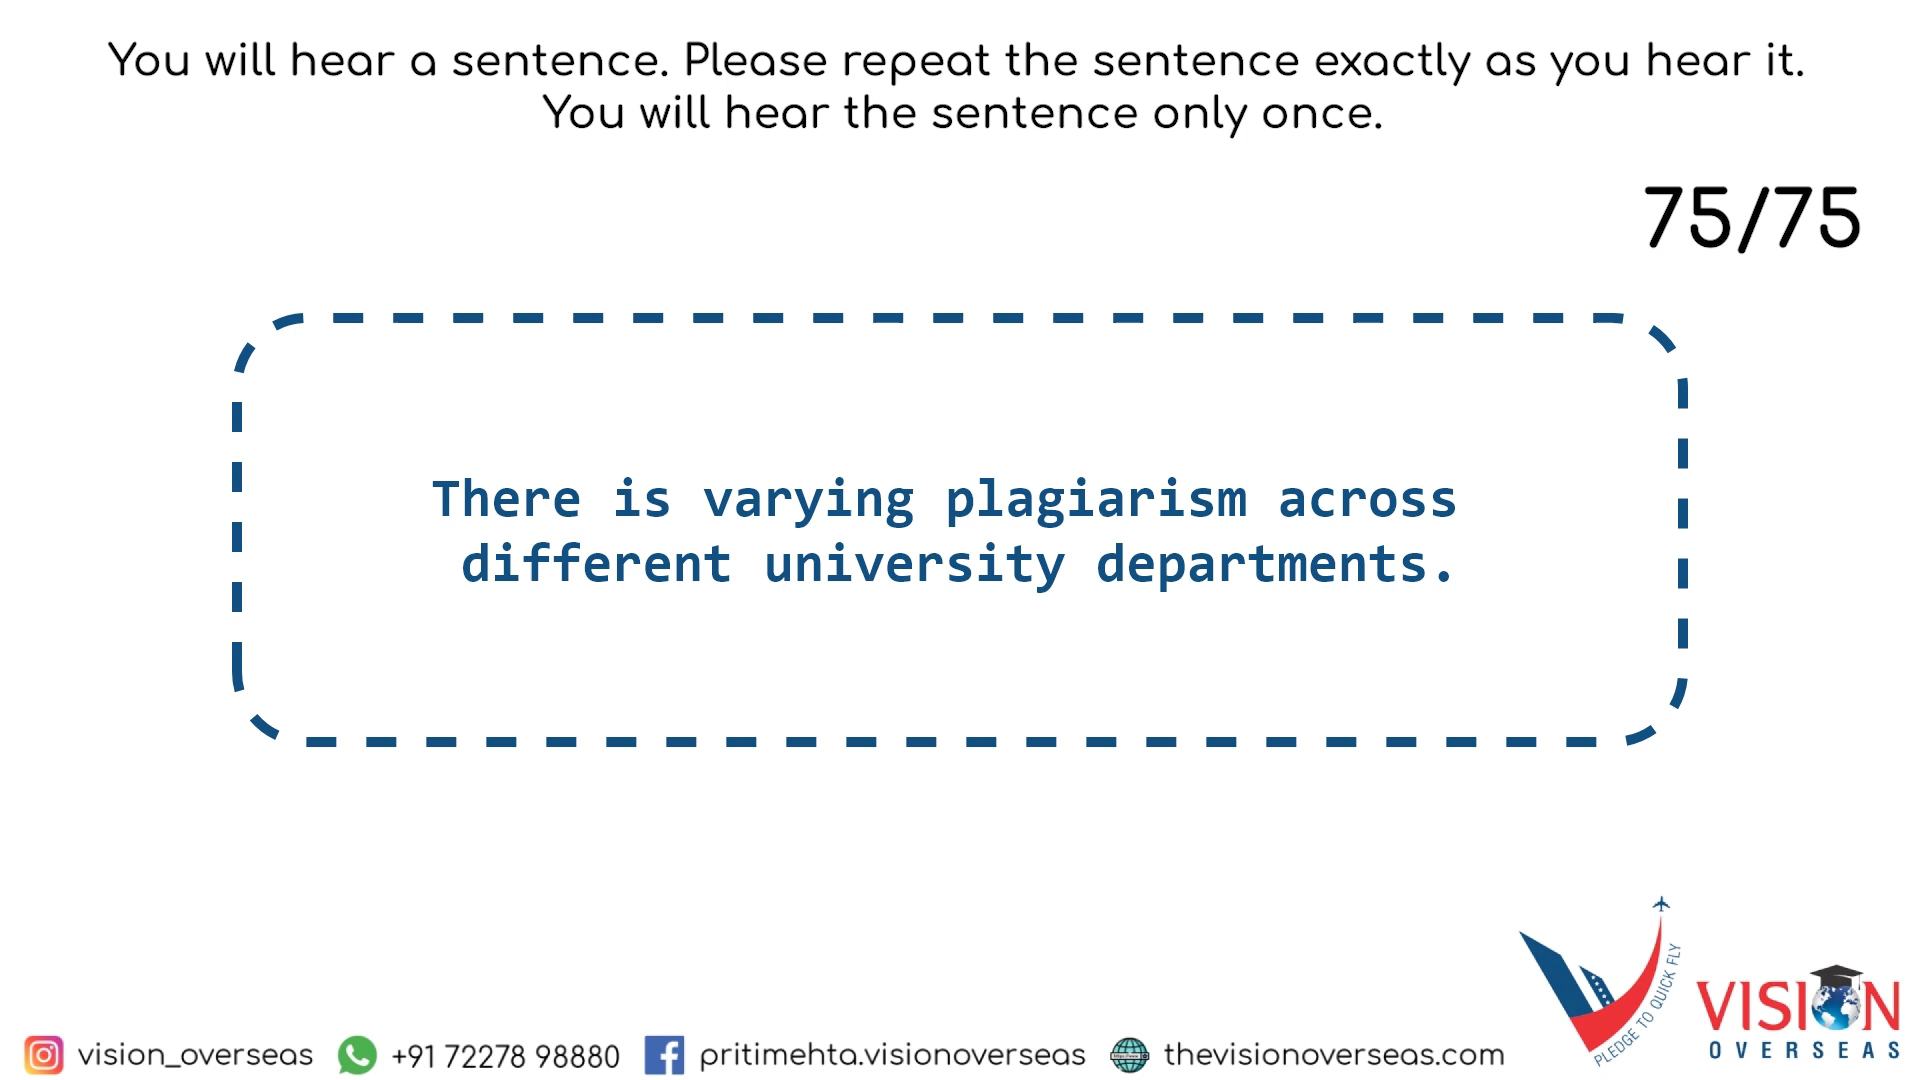 You will hear a sentence. Please repeat the sentence exactly as you hear it.
You will hear the sentence only once.
75/75
There is varying plagiarism across
different university departments.
PLEDGE TO QUICK FLY
VISION
OVERSEAS
vision_overseas
+91 72278 98880
pritimehta.visionoverseas
thevisionoverseas.com